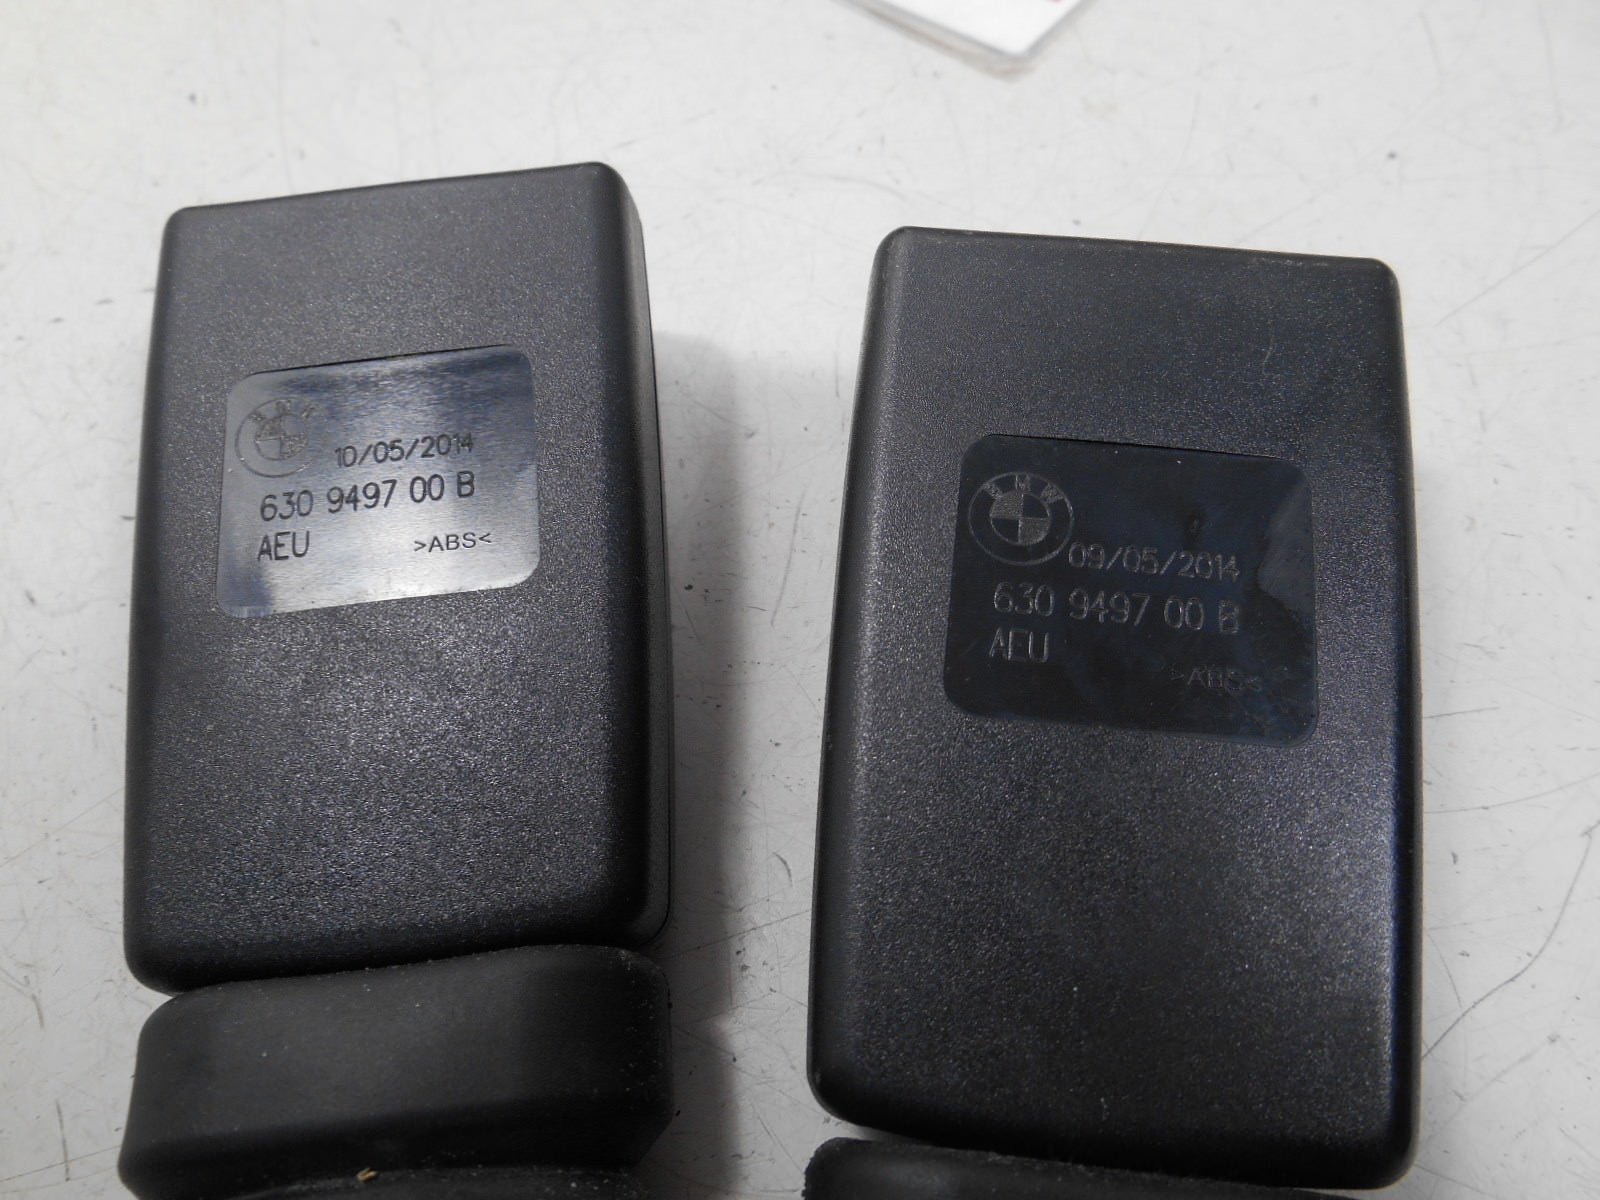 10/05/2014
630 9497 00 B
AEU >ABS<
BMW
09/05/2014
630 9497 00 B
AEU
>ABS<